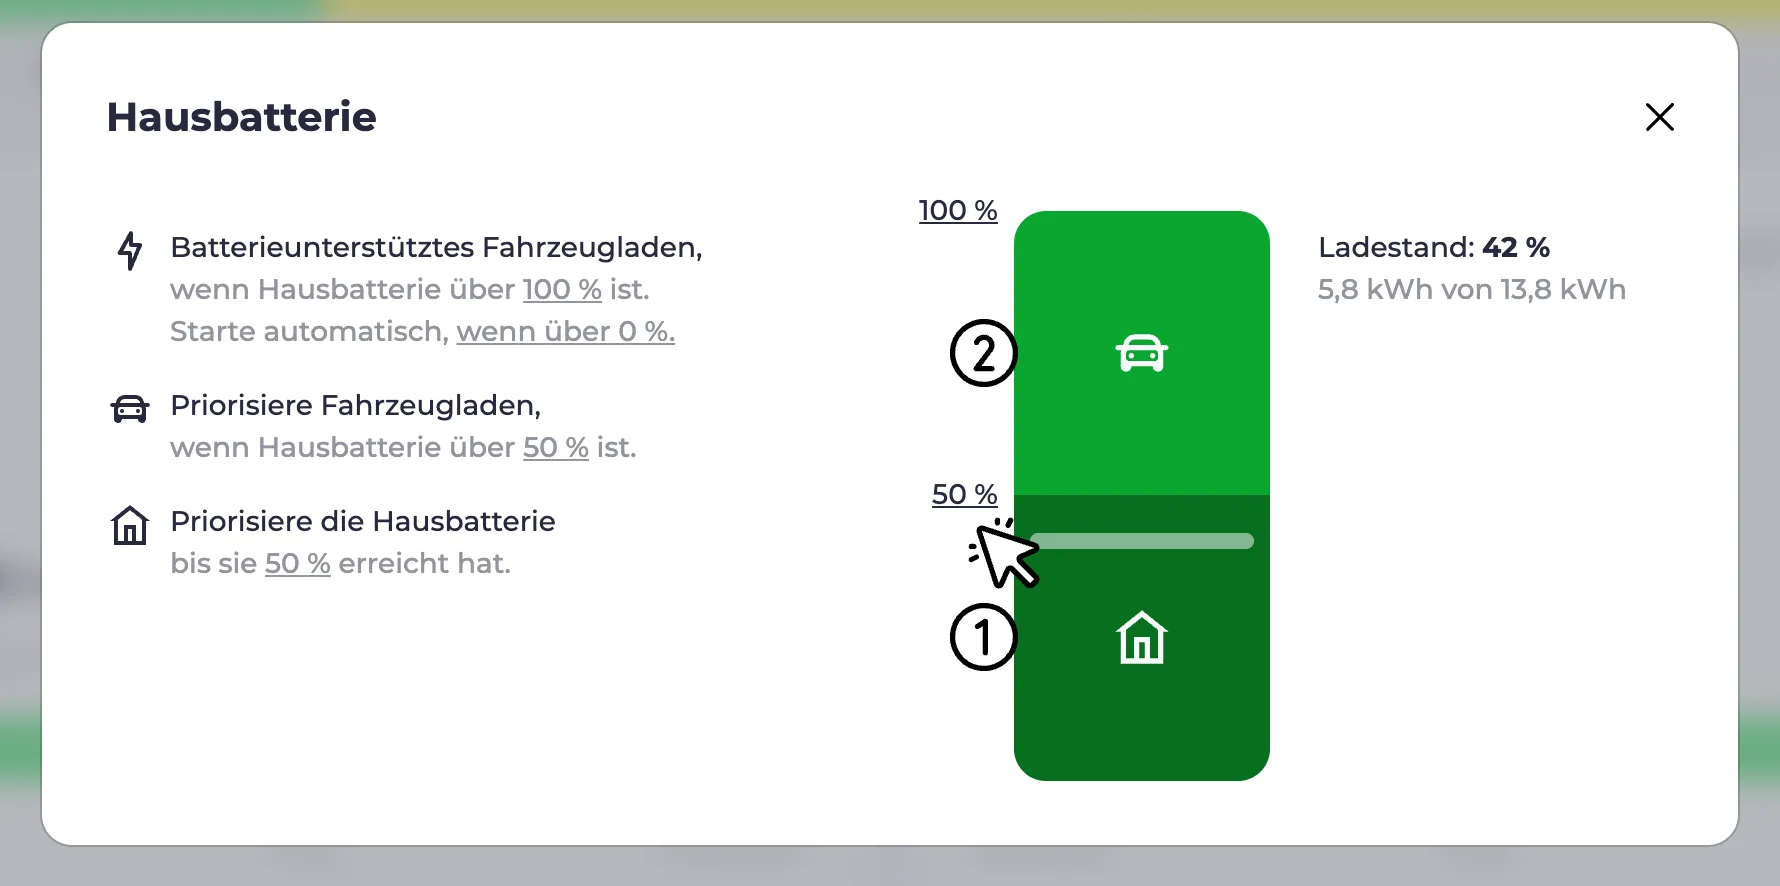 Hausbatterie
Batterieunterstütztes Fahrzeugladen,
wenn Hausbatterie über 100 % ist.
Starte automatisch, wenn über 0 %.
Priorisiere Fahrzeugladen,
wenn Hausbatterie über 50 % ist.
Priorisiere die Hausbatterie
bis sie 50 % erreicht hat.
100 %
2
50 %
1
Ladestand: 42 %
5,8 kWh von 13,8 kWh